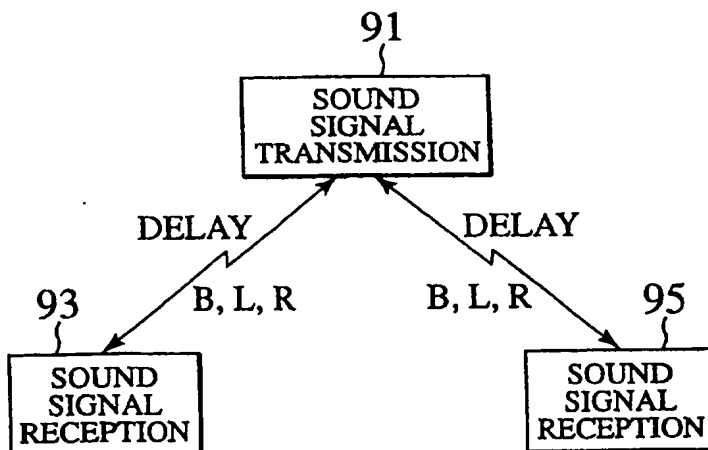 91
SOUND
SIGNAL
TRANSMISSION
DELAY
DELAY
B, L, R
B, L, R
93
95
SOUND
SIGNAL
RECEPTION
SOUND
SIGNAL
RECEPTION